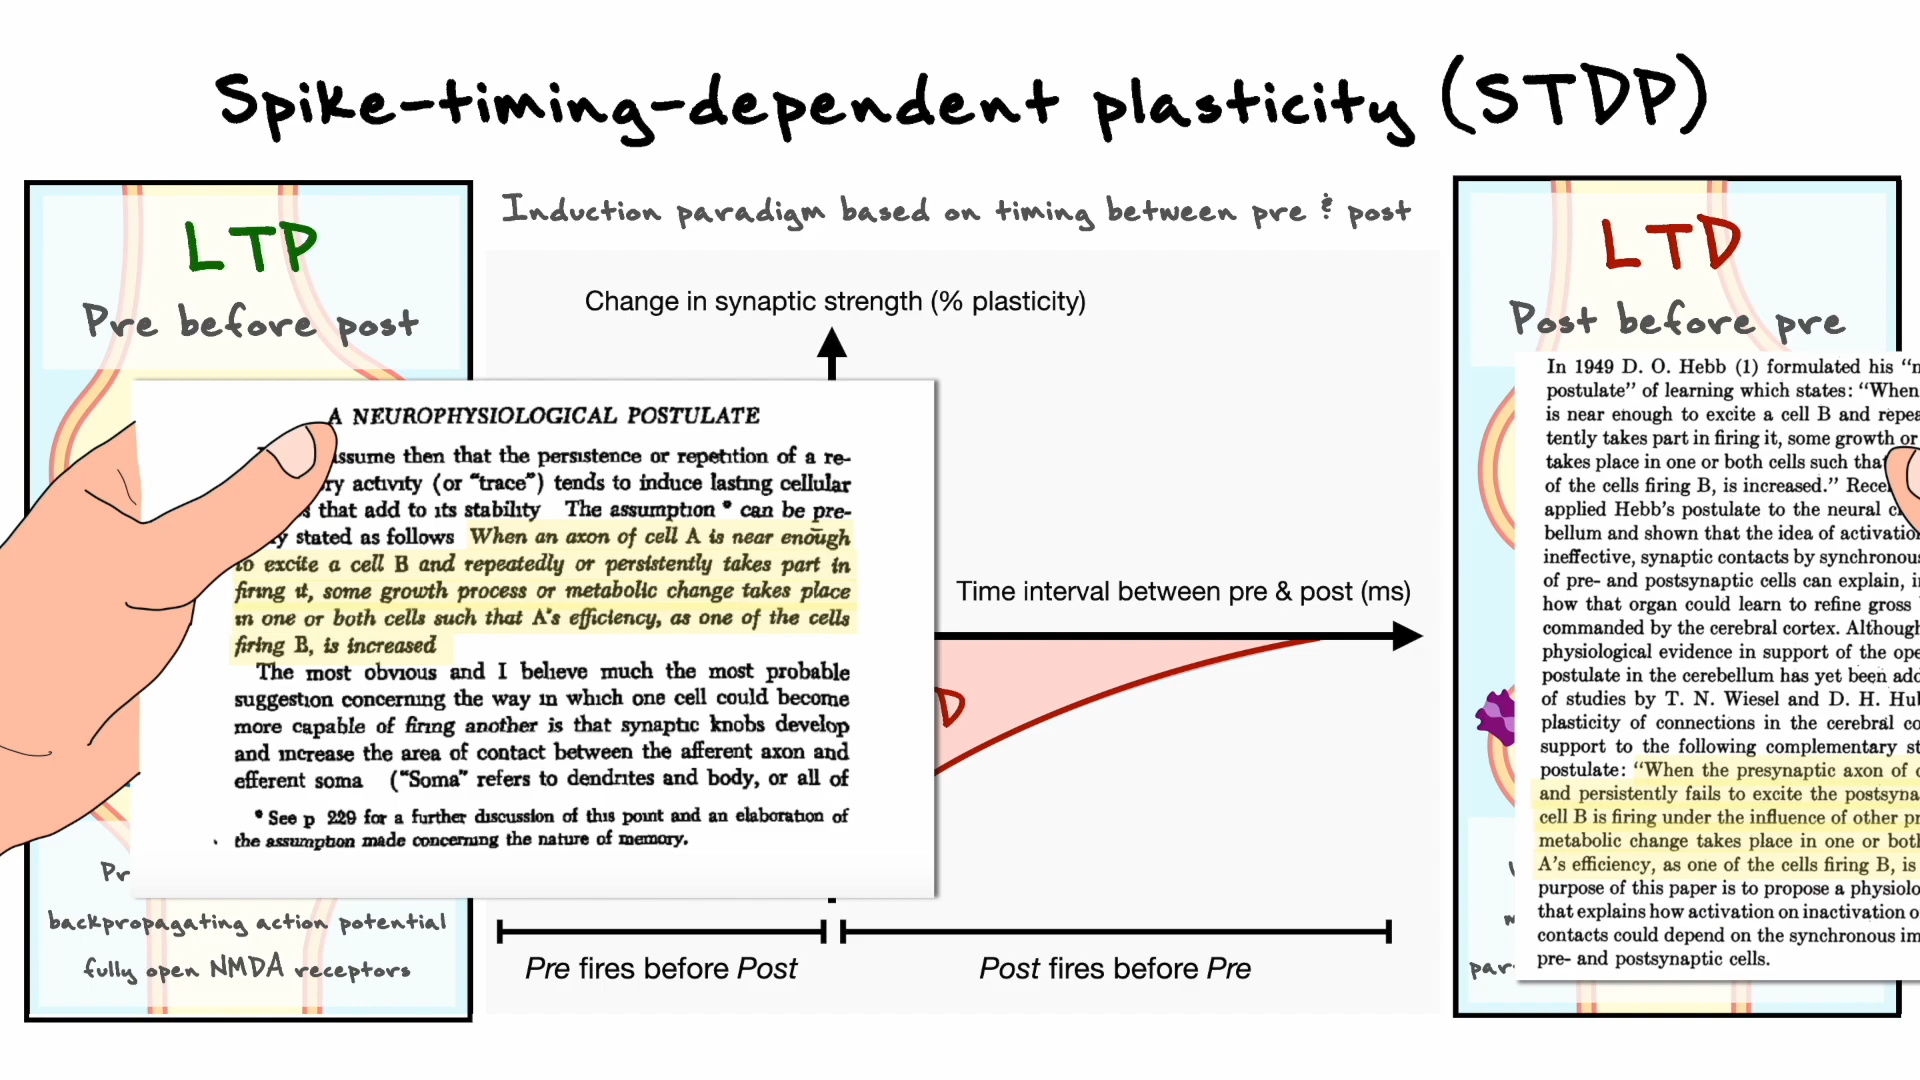 Spike-timing-dependent plasticity (STDP)
Induction paradigm based on timing between pre & post
LTP
Pre before post
Change in synaptic strength (% plasticity)
A NEUROPHYSIOLOGICAL POSTULATE
assume then that the persistence or repetition of a re-
activity (or "trace") tends to induce lasting cellular
that add to its stability The assumption * can be pre-
stated as follows When an axon of cell A is near enough
to excite a cell B and repeatedly or persistently takes part in
firing it, some growth process or metabolic change takes place
in one or both cells such that A's efficiency, as one of the cells
firing B, is increased
The most obvious and I believe much the most probable
suggestion concerning the way in which one cell could become
more capable of firing another is that synaptic knobs develop
and increase the area of contact between the afferent axon and
efferent soma ("Soma" refers to dendrites and body, or all of
* See p 229 for a further discussion of this point and an elaboration of
the assumption made concerning the nature of memory.
backpropagating action potential
fully open NMDA receptors
Time interval between pre & post (ms)
D
Pre fires before Post
Post fires before Pre
LTD
Post before pre
In 1949 D. O. Hebb (1) formulated his
postulate" of learning which states: "When
is near enough to excite a cell B and
tently takes part in firing it, some growth or
takes place in one or both cells such
of the cells firing B, is increased."
applied Hebb's postulate to the neural
bellum and shown that the idea of
ineffective, synaptic contacts by
of pre- and postsynaptic cells can explain,
how that organ could learn to refine gross
commanded by the cerebral cortex.
physiological evidence in support of the
postulate in the cerebellum has yet been
of studies by T. N. Wiesel and D. H.
plasticity of connections in the cerebral
support to the following complementary
postulate: "When the presynaptic axon of
and persistently fails to excite the
cell B is firing under the influence of other
metabolic change takes place in one or
A's efficiency, as one of the cells firing B, is
purpose of this paper is to propose a
that explains how activation on inactivation
contacts could depend on the synchronous
pre- and postsynaptic cells.